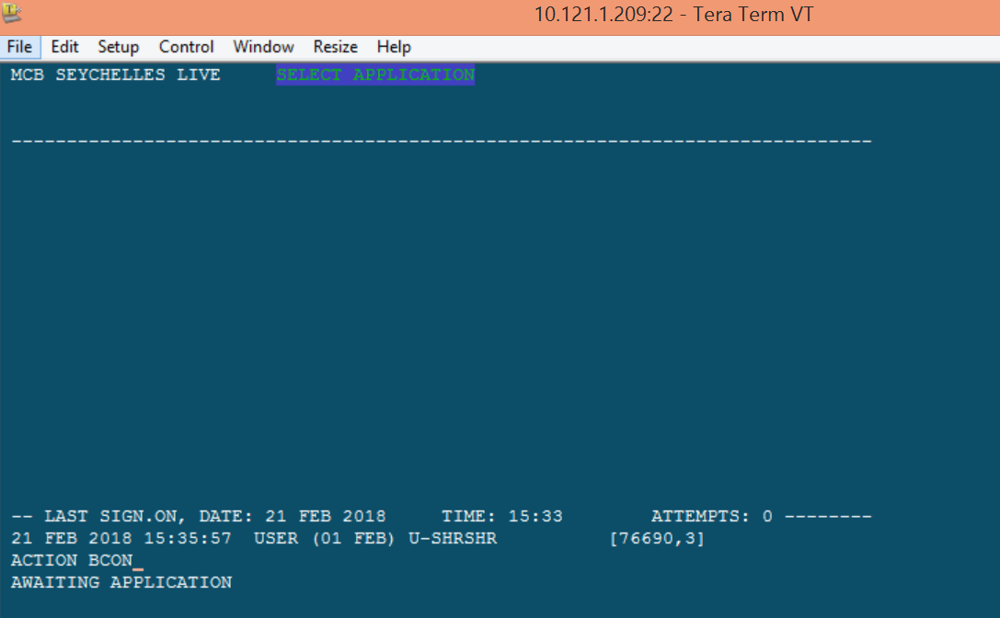 10.121.1.209:22 - Tera Term VT
File Edit Setup Control Window Resize Help
MCB SEYCHELLES LIVE SELECT APPLICATION
------------------------------------------------------------------------------
-- LAST SIGN.ON, DATE: 21 FEB 2018 TIME: 15:33 ATTEMPTS: 0 --------
21 FEB 2018 15:35:57 USER (01 FEB) U-SHRSHR [76690,3]
ACTION BCON_
AWAITING APPLICATION